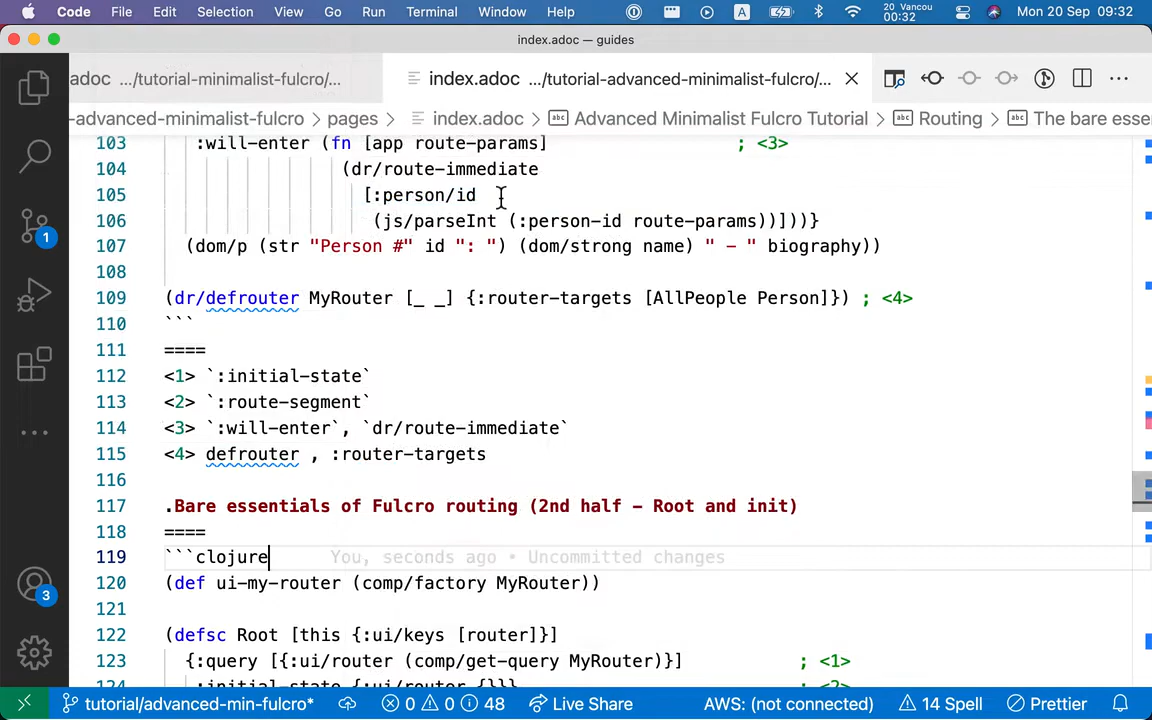 Code File Edit Selection View Go Run Terminal Window Help A 20 Vancou 00:32 Mon 20 Sep 09:32
index.adoc — guides
adoc .../tutorial-minimalist-fulcro/... index.adoc .../tutorial-advanced-minimalist-fulcro/...
-advanced-minimalist-fulcro > pages > index.adoc > Advanced Minimalist Fulcro Tutorial > Routing > The bare esse
103 :will-enter (fn [app route-params] ; <3>
104 (dr/route-immediate
105 [:person/id
106 (js/parseInt (:person-id route-params))]))}
107 (dom/p (str "Person #" id ": ") (dom/strong name) " - " biography))
108
109 (dr/defrouter MyRouter [_ _] {:router-targets [AllPeople Person]}) ; <4>
110 ```
111 ====
112 <1> `:initial-state`
113 <2> `:route-segment`
114 <3> `:will-enter`, `dr/route-immediate`
115 <4> defrouter , :router-targets
116
117 .Bare essentials of Fulcro routing (2nd half - Root and init)
118 ====
119 ```clojure You, seconds ago • Uncommitted changes
120 (def ui-my-router (comp/factory MyRouter))
121
122 (defsc Root [this {:ui/keys [router]}]
123 {:query [{:ui/router (comp/get-query MyRouter)}] ; <1>
124 :initial-state {:ui/router {}}} ; <2>
1
3
tutorial/advanced-min-fulcro* 0 0 48 Live Share AWS: (not connected) 14 Spell Prettier